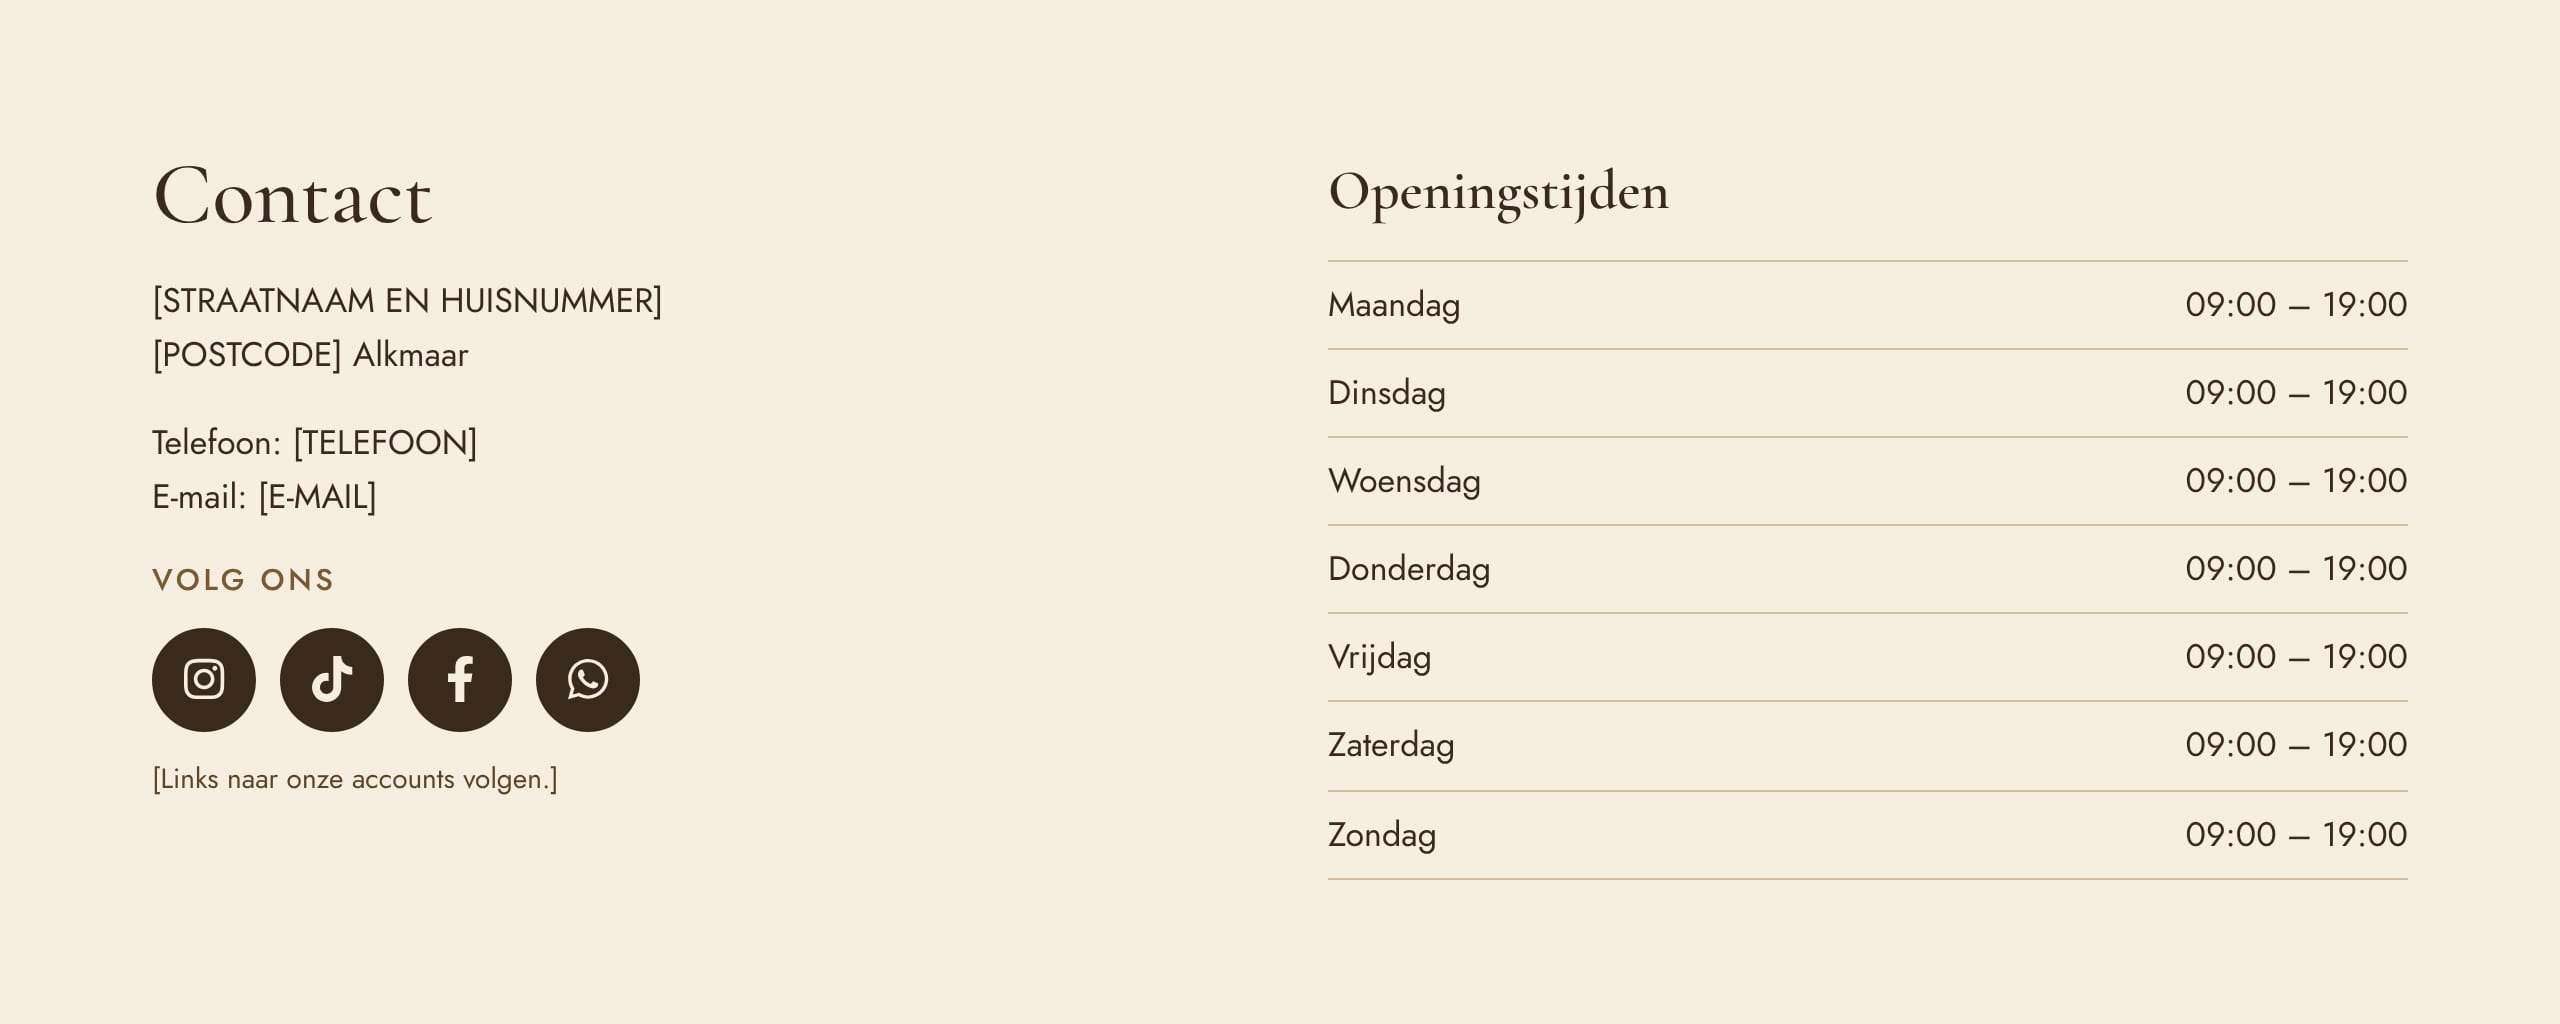 Contact
[STRAATNAAM EN HUISNUMMER]
[POSTCODE] Alkmaar
Telefoon: [TELEFOON]
E-mail: [E-MAIL]
VOLG ONS
[Links naar onze accounts volgen.]
Openingstijden
Maandag 09:00 – 19:00
Dinsdag 09:00 – 19:00
Woensdag 09:00 – 19:00
Donderdag 09:00 – 19:00
Vrijdag 09:00 – 19:00
Zaterdag 09:00 – 19:00
Zondag 09:00 – 19:00